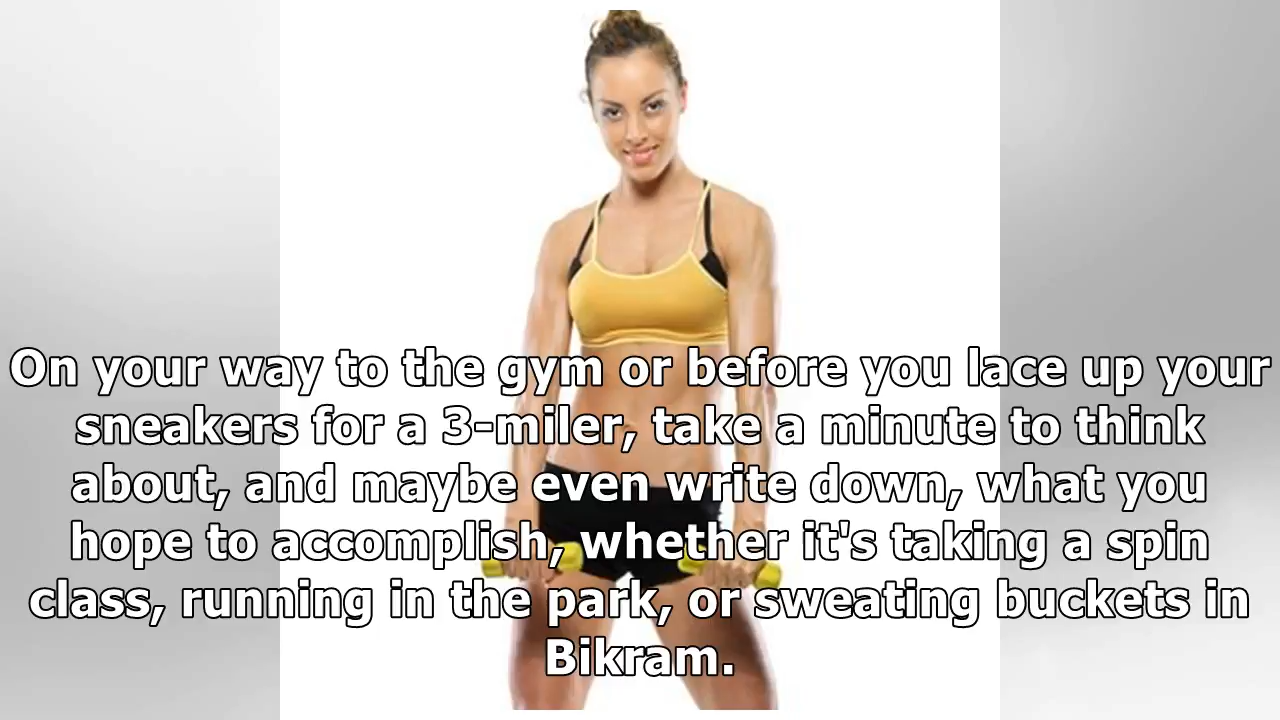 On your way to the gym or before you lace up your
sneakers for a 3-miler, take a minute to think
about, and maybe even write down, what you
hope to accomplish, whether it's taking a spin
class, running in the park, or sweating buckets in
Bikram.